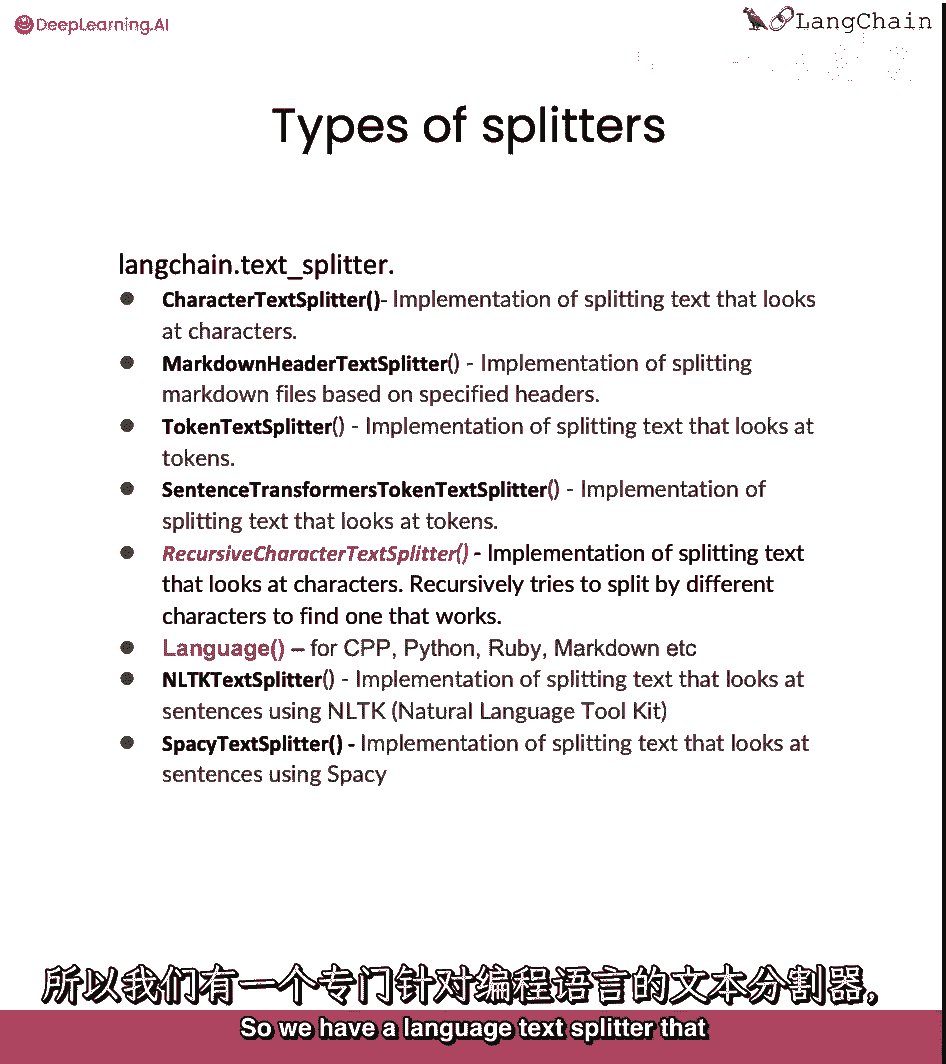 DeepLearning.AI
LangChain
Types of splitters
langchain.text_splitter.
● CharacterTextSplitter()- Implementation of splitting text that looks
at characters.
● MarkdownHeaderTextSplitter() - Implementation of splitting
markdown files based on specified headers.
● TokenTextSplitter() - Implementation of splitting text that looks at
tokens.
● SentenceTransformersTokenTextSplitter() - Implementation of
splitting text that looks at tokens.
● RecursiveCharacterTextSplitter() - Implementation of splitting text
that looks at characters. Recursively tries to split by different
characters to find one that works.
● Language() – for CPP, Python, Ruby, Markdown etc
● NLTKTextSplitter() - Implementation of splitting text that looks at
sentences using NLTK (Natural Language Tool Kit)
● SpacyTextSplitter() - Implementation of splitting text that looks at
sentences using Spacy
所以我们有一个专门针对编程语言的文本分割器，
So we have a language text splitter that